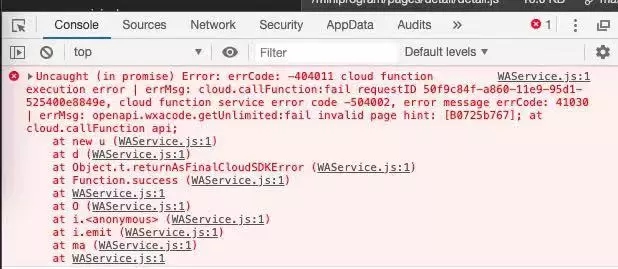 /miniprogram/pages/detail/detail.js
Console Sources Network Security AppData Audits » 1
top Filter Default levels ▼
▶Uncaught (in promise) Error: errCode: -404011 cloud function WAService.js:1
execution error | errMsg: cloud.callFunction:fail requestID 50f9c84f-a860-11e9-95d1-
525400e8849e, cloud function service error code -504002, error message errCode: 41030
| errMsg: openapi.wxacode.getUnlimited:fail invalid page hint: [B0725b767]; at
cloud.callFunction api;
at new u (WAService.js:1)
at d (WAService.js:1)
at Object.t.returnAsFinalCloudSDKError (WAService.js:1)
at Function.success (WAService.js:1)
at WAService.js:1
at O (WAService.js:1)
at i.<anonymous> (WAService.js:1)
at i.emit (WAService.js:1)
at ma (WAService.js:1)
at WAService.js:1